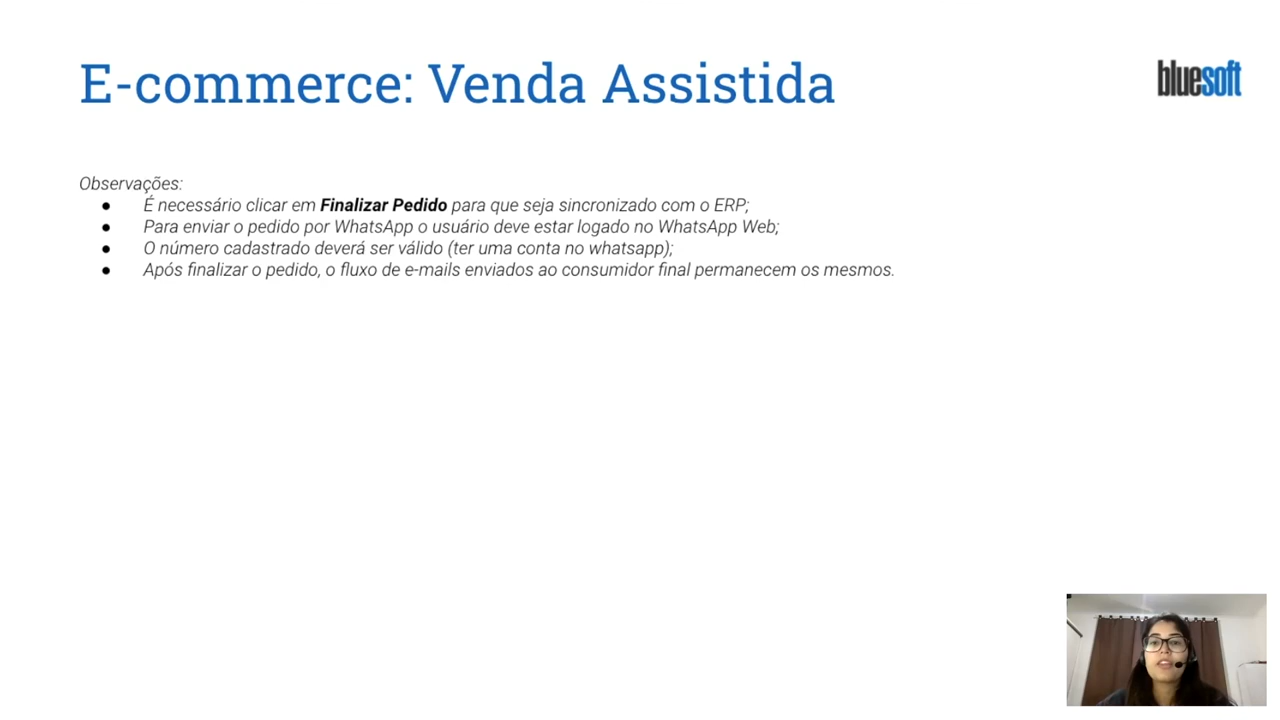 E-commerce: Venda Assistida
bluesoft
Observações:
● É necessário clicar em Finalizar Pedido para que seja sincronizado com o ERP;
● Para enviar o pedido por WhatsApp o usuário deve estar logado no WhatsApp Web;
● O número cadastrado deverá ser válido (ter uma conta no whatsapp);
● Após finalizar o pedido, o fluxo de e-mails enviados ao consumidor final permanecem os mesmos.